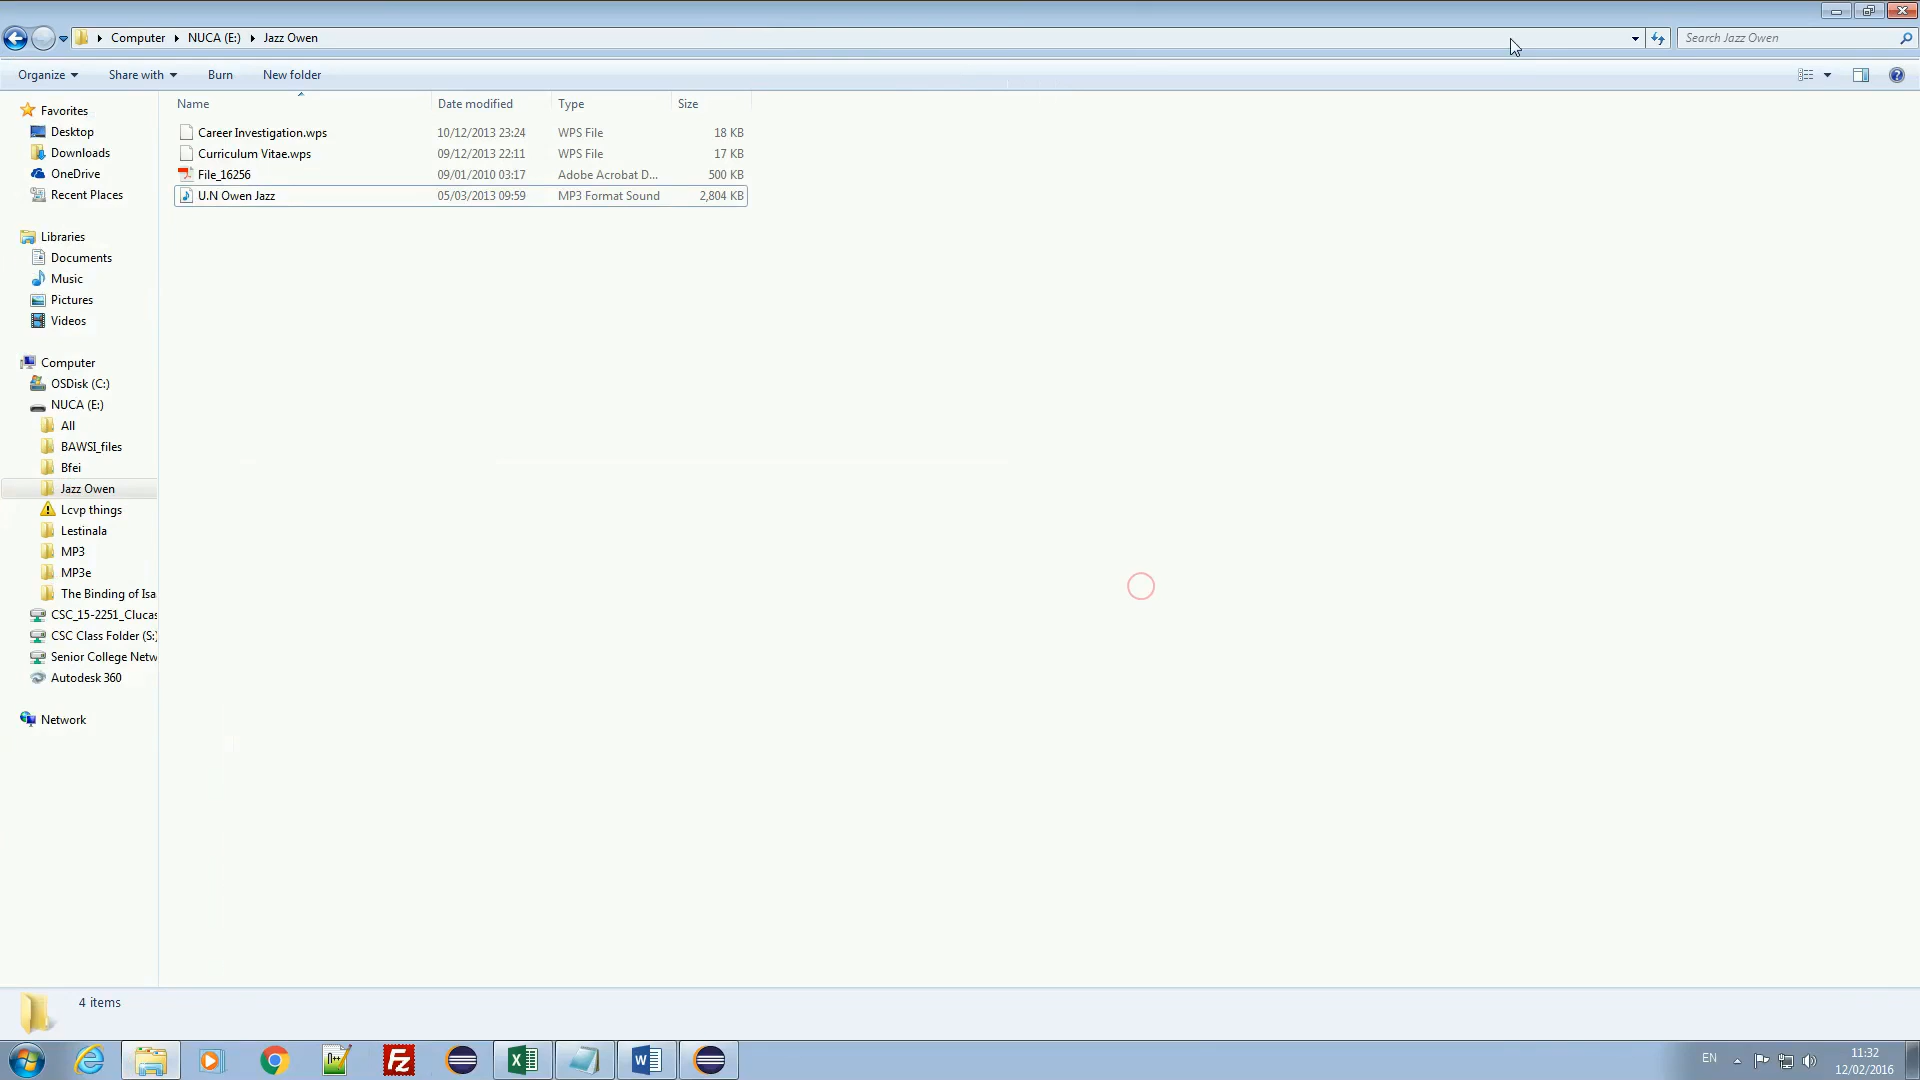 Computer NUCA (E:) Jazz Owen
Search Jazz Owen
Organize Share with Burn New folder
Name Date modified Type Size
Career Investigation.wps 10/12/2013 23:24 WPS File 18 KB
Curriculum Vitae.wps 09/12/2013 22:11 WPS File 17 KB
File_16256 09/01/2010 03:17 Adobe Acrobat D... 500 KB
U.N Owen Jazz 05/03/2013 09:59 MP3 Format Sound 2,804 KB
Favorites
Desktop
Downloads
OneDrive
Recent Places
Libraries
Documents
Music
Pictures
Videos
Computer
OSDisk (C:)
NUCA (E:)
All
BAWSI_files
Bfei
Jazz Owen
Lcvp things
Lestinala
MP3
MP3e
The Binding of Isa
CSC_15-2251_Clucas
CSC Class Folder (S:)
Senior College Netw
Autodesk 360
Network
4 items
EN
11:32
12/02/2016